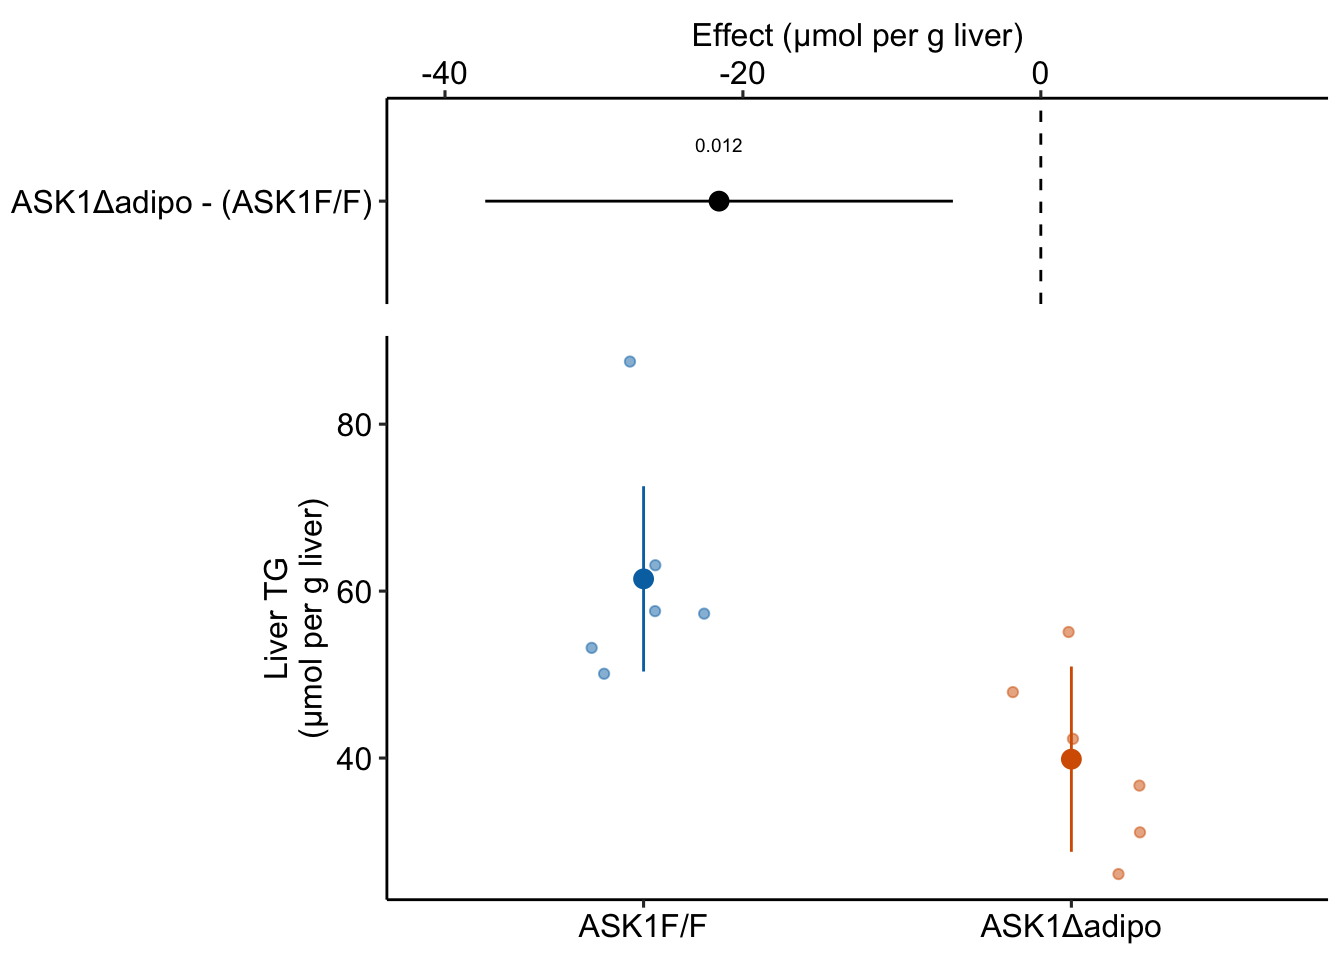 Effect (μmol per g liver)
-40 -20 0
0.012
ASK1Δadipo - (ASK1F/F)
80
60
40
Liver TG
(μmol per g liver)
ASK1F/F ASK1Δadipo